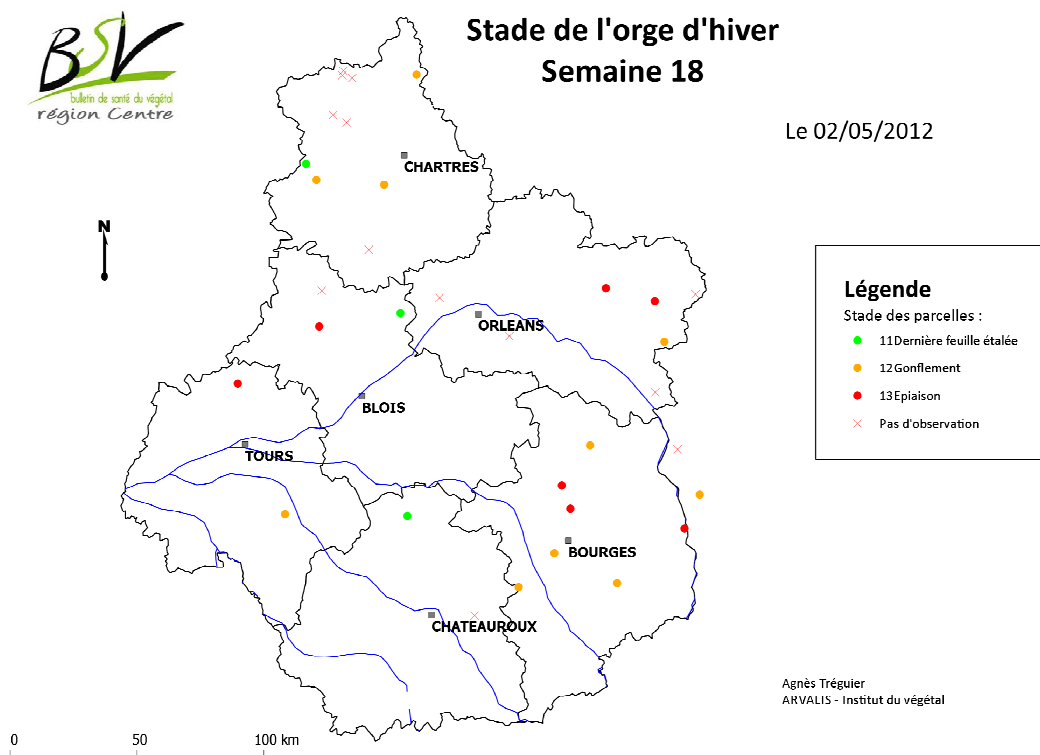 BSV
bulletin de santé du végétal
région Centre
Stade de l'orge d'hiver
Semaine 18
Le 02/05/2012
N
CHARTRES
ORLEANS
BLOIS
TOURS
BOURGES
CHATEAUROUX
Légende
Stade des parcelles :
11Dernière feuille étalée
12Gonflement
13Epiaison
Pas d'observation
Agnès Tréguier
ARVALIS - Institut du végétal
0 50 100 km